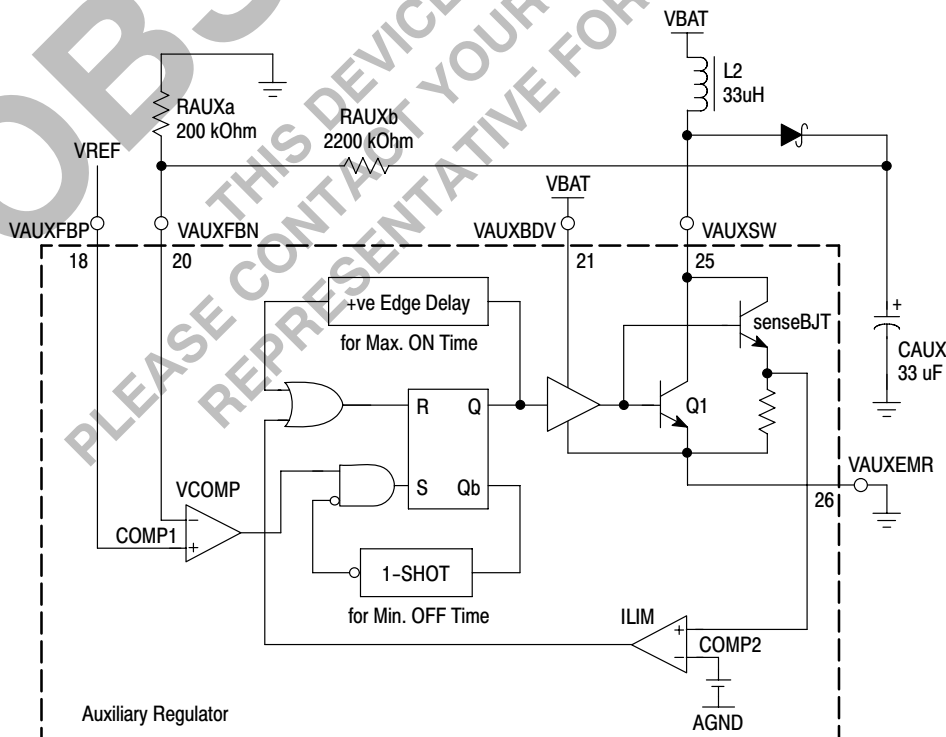 OBS
THIS DEVICE
PLEASE CONTACT YOUR
REPRESENTATIVE FOR
VBAT
L2
33uH
RAUXa
200 kOhm
RAUXb
2200 kOhm
VREF
VBAT
VAUXFBP
VAUXFBN
VAUXBDV
VAUXSW
18
20
21
25
+ve Edge Delay
for Max. ON Time
senseBJT
+
CAUX
33 uF
R
Q
Q1
S
Qb
VCOMP
COMP1
-
+
VAUXEMR
26
1-SHOT
for Min. OFF Time
ILIM
+
-
COMP2
AGND
Auxiliary Regulator